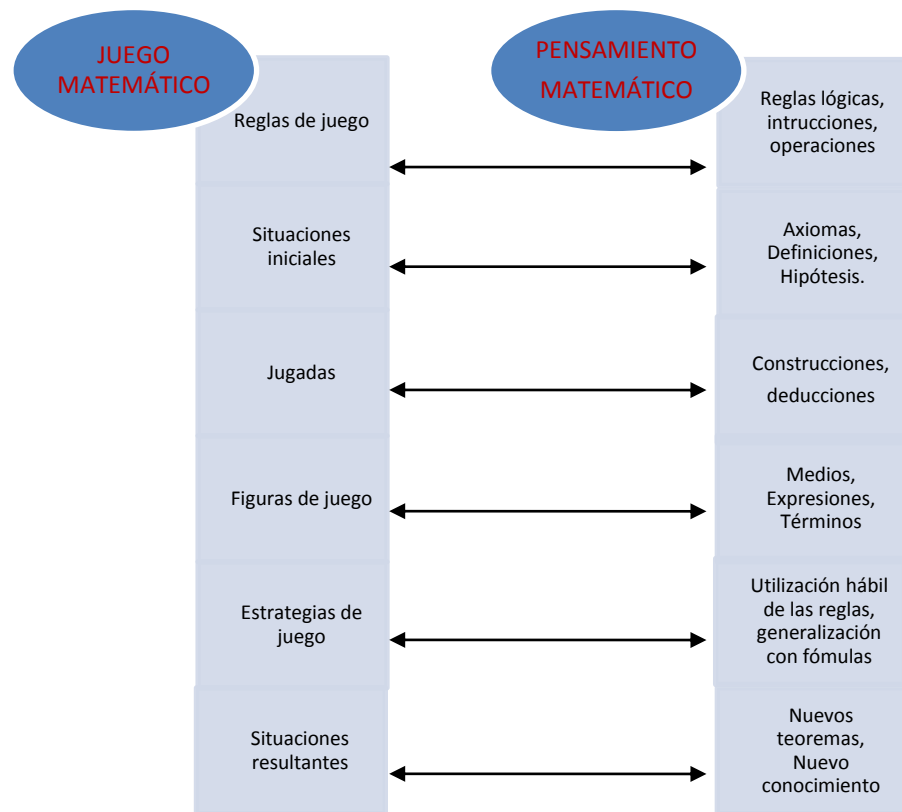 JUEGO
MATEMÁTICO
PENSAMIENTO
MATEMÁTICO
Reglas de juego
Reglas lógicas,
intrucciones,
operaciones
Situaciones
iniciales
Axiomas,
Definiciones,
Hipótesis.
Jugadas
Construcciones,
deducciones
Figuras de juego
Medios,
Expresiones,
Términos
Estrategias de
juego
Utilización hábil
de las reglas,
generalización
con fómulas
Situaciones
resultantes
Nuevos
teoremas,
Nuevo
conocimiento